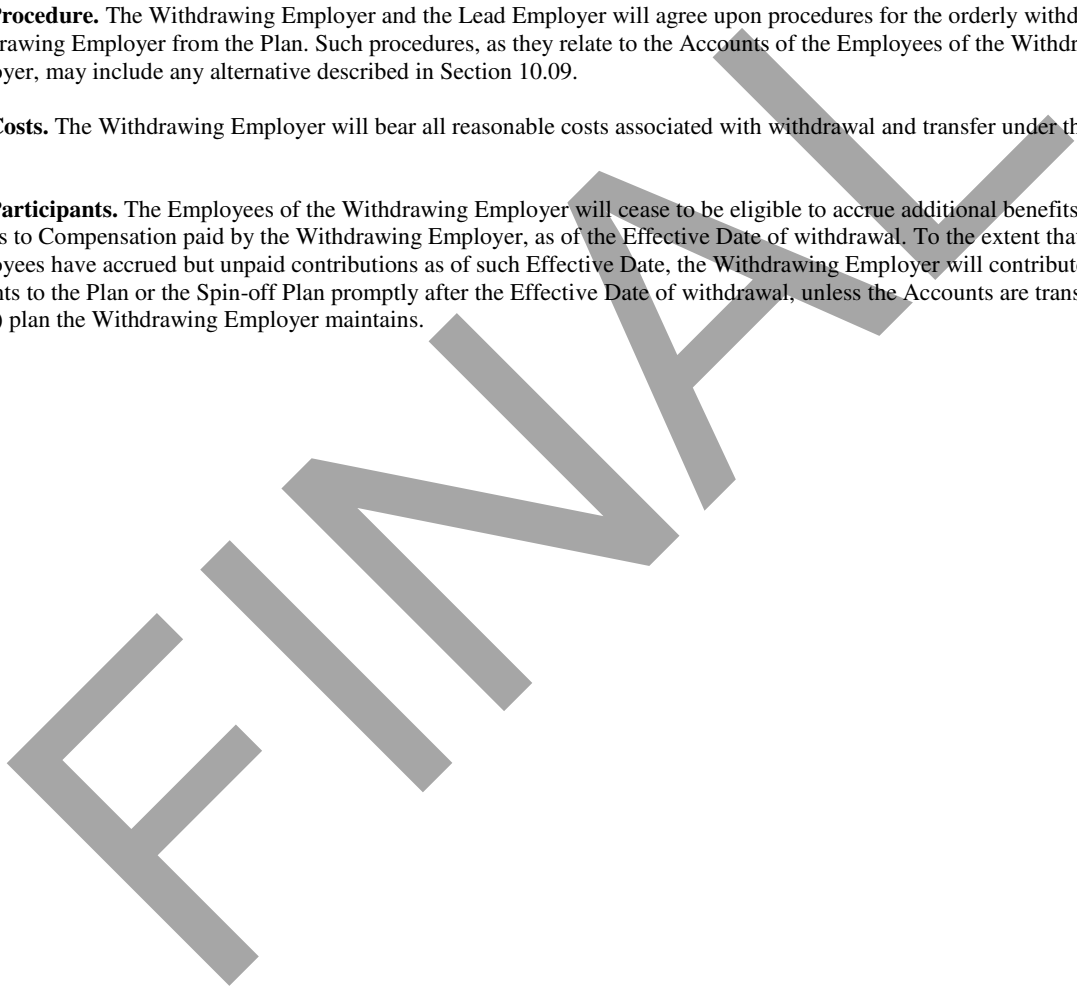 Procedure. The Withdrawing Employer and the Lead Employer will agree upon procedures for the orderly withd
rawing Employer from the Plan. Such procedures, as they relate to the Accounts of the Employees of the Withdr
oyer, may include any alternative described in Section 10.09.
Costs. The Withdrawing Employer will bear all reasonable costs associated with withdrawal and transfer under th
Participants. The Employees of the Withdrawing Employer will cease to be eligible to accrue additional benefits
s to Compensation paid by the Withdrawing Employer, as of the Effective Date of withdrawal. To the extent that
oyees have accrued but unpaid contributions as of such Effective Date, the Withdrawing Employer will contribute
nts to the Plan or the Spin-off Plan promptly after the Effective Date of withdrawal, unless the Accounts are trans
) plan the Withdrawing Employer maintains.
FINAL